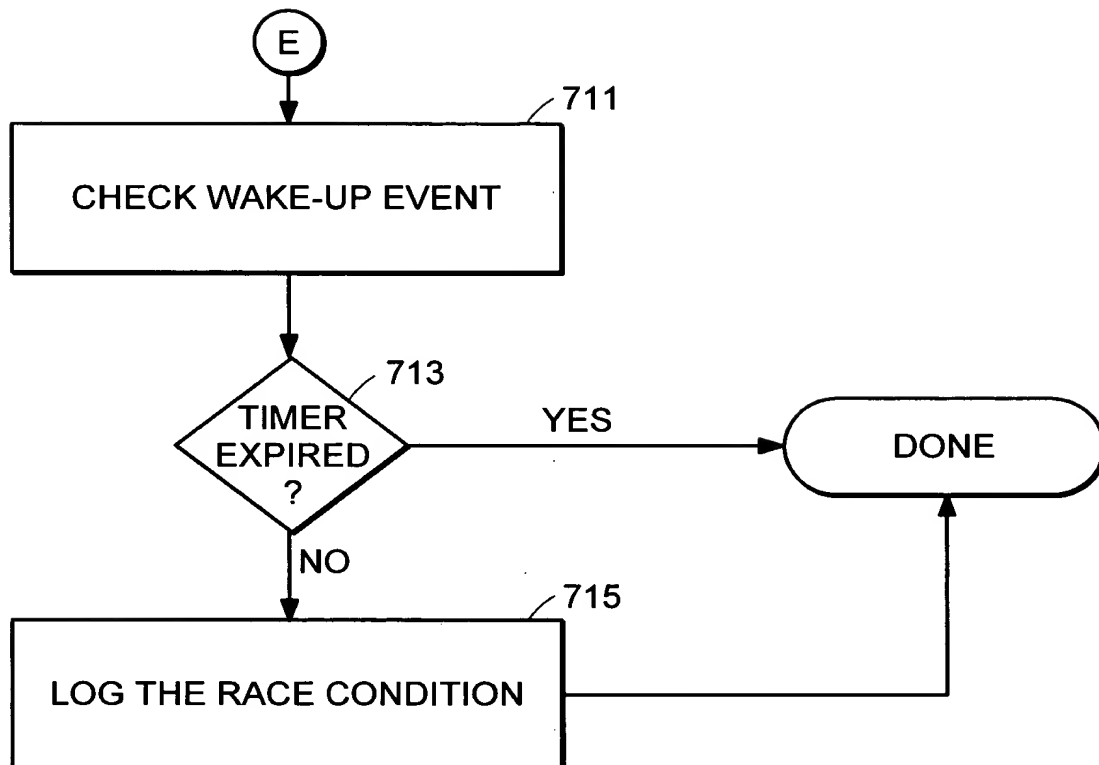 E
711
CHECK WAKE-UP EVENT
713
TIMER
EXPIRED
?
YES
DONE
NO
715
LOG THE RACE CONDITION